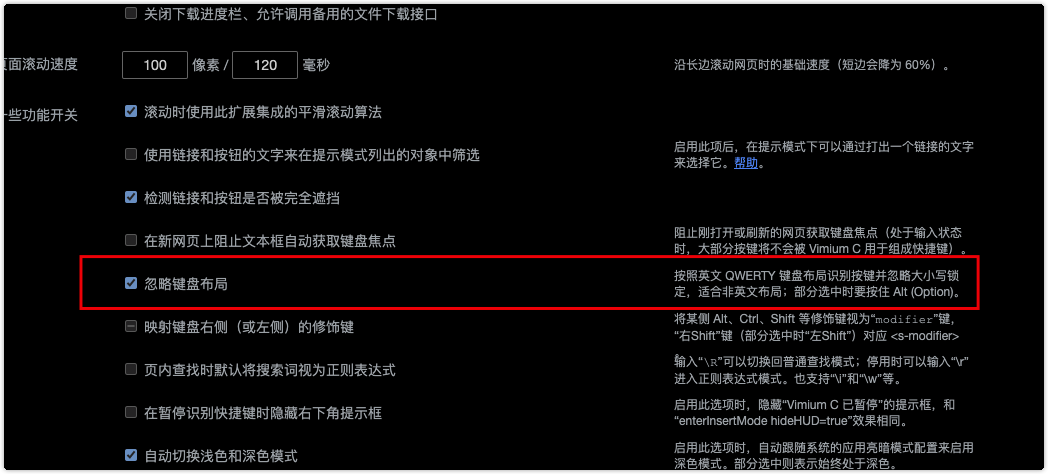 关闭下载进度栏、允许调用备用的文件下载接口
页面滚动速度
100 像素 / 120 毫秒
沿长边滚动网页时的基础速度（短边会降为 60%）。
一些功能开关
滚动时使用此扩展集成的平滑滚动算法
使用链接和按钮的文字来在提示模式列出的对象中筛选
启用此项后，在提示模式下可以通过打出一个链接的文字
来选择它。帮助。
检测链接和按钮是否被完全遮挡
在新网页上阻止文本框自动获取键盘焦点
阻止刚打开或刷新的网页获取键盘焦点（处于输入状态
时，大部分按键将不会被 Vimium C 用于组成快捷键）。
忽略键盘布局
按照英文 QWERTY 键盘布局识别按键并忽略大小写锁
定，适合非英文布局；部分选中时要按住 Alt (Option)。
映射键盘右侧（或左侧）的修饰键
将某侧 Alt、Ctrl、Shift 等修饰键视为“modifier”键，
“右Shift”键（部分选中时“左Shift”）对应 <s-modifier>
页内查找时默认将搜索词视为正则表达式
输入“\R”可以切换回普通查找模式；停用时可以输入“\r”
进入正则表达式模式。也支持“\i”和“\w”等。
在暂停识别快捷键时隐藏右下角提示框
启用此选项时，隐藏“Vimium C 已暂停”的提示框，和
“enterInsertMode hideHUD=true”效果相同。
自动切换浅色和深色模式
启用此选项时，自动跟随系统的应用亮暗模式配置来启用
深色模式。部分选中则表示始终处于深色。